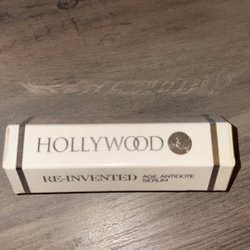 HOLLYWOOD
RE-INVENTED AGE ANTIDOTE
SERUM